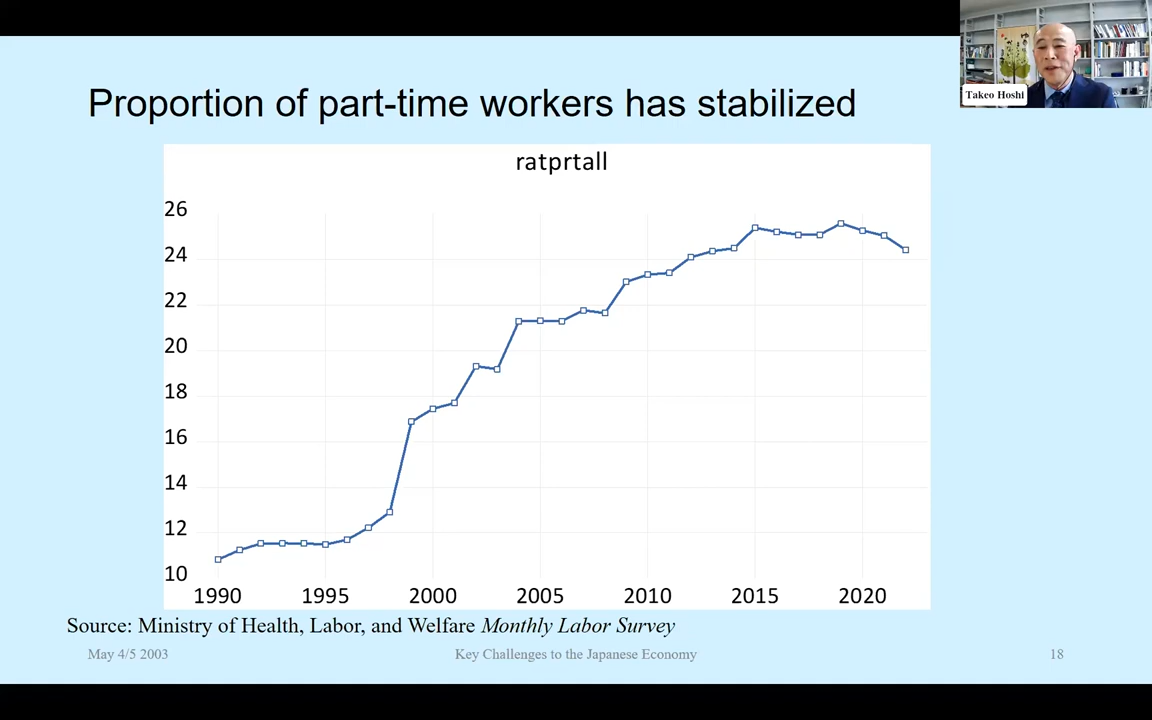 Takeo Hoshi
Proportion of part-time workers has stabilized
ratprtall
26
24
22
20
18
16
14
12
10
1990 1995 2000 2005 2010 2015 2020
Source: Ministry of Health, Labor, and Welfare Monthly Labor Survey
May 4/5 2003 Key Challenges to the Japanese Economy 18